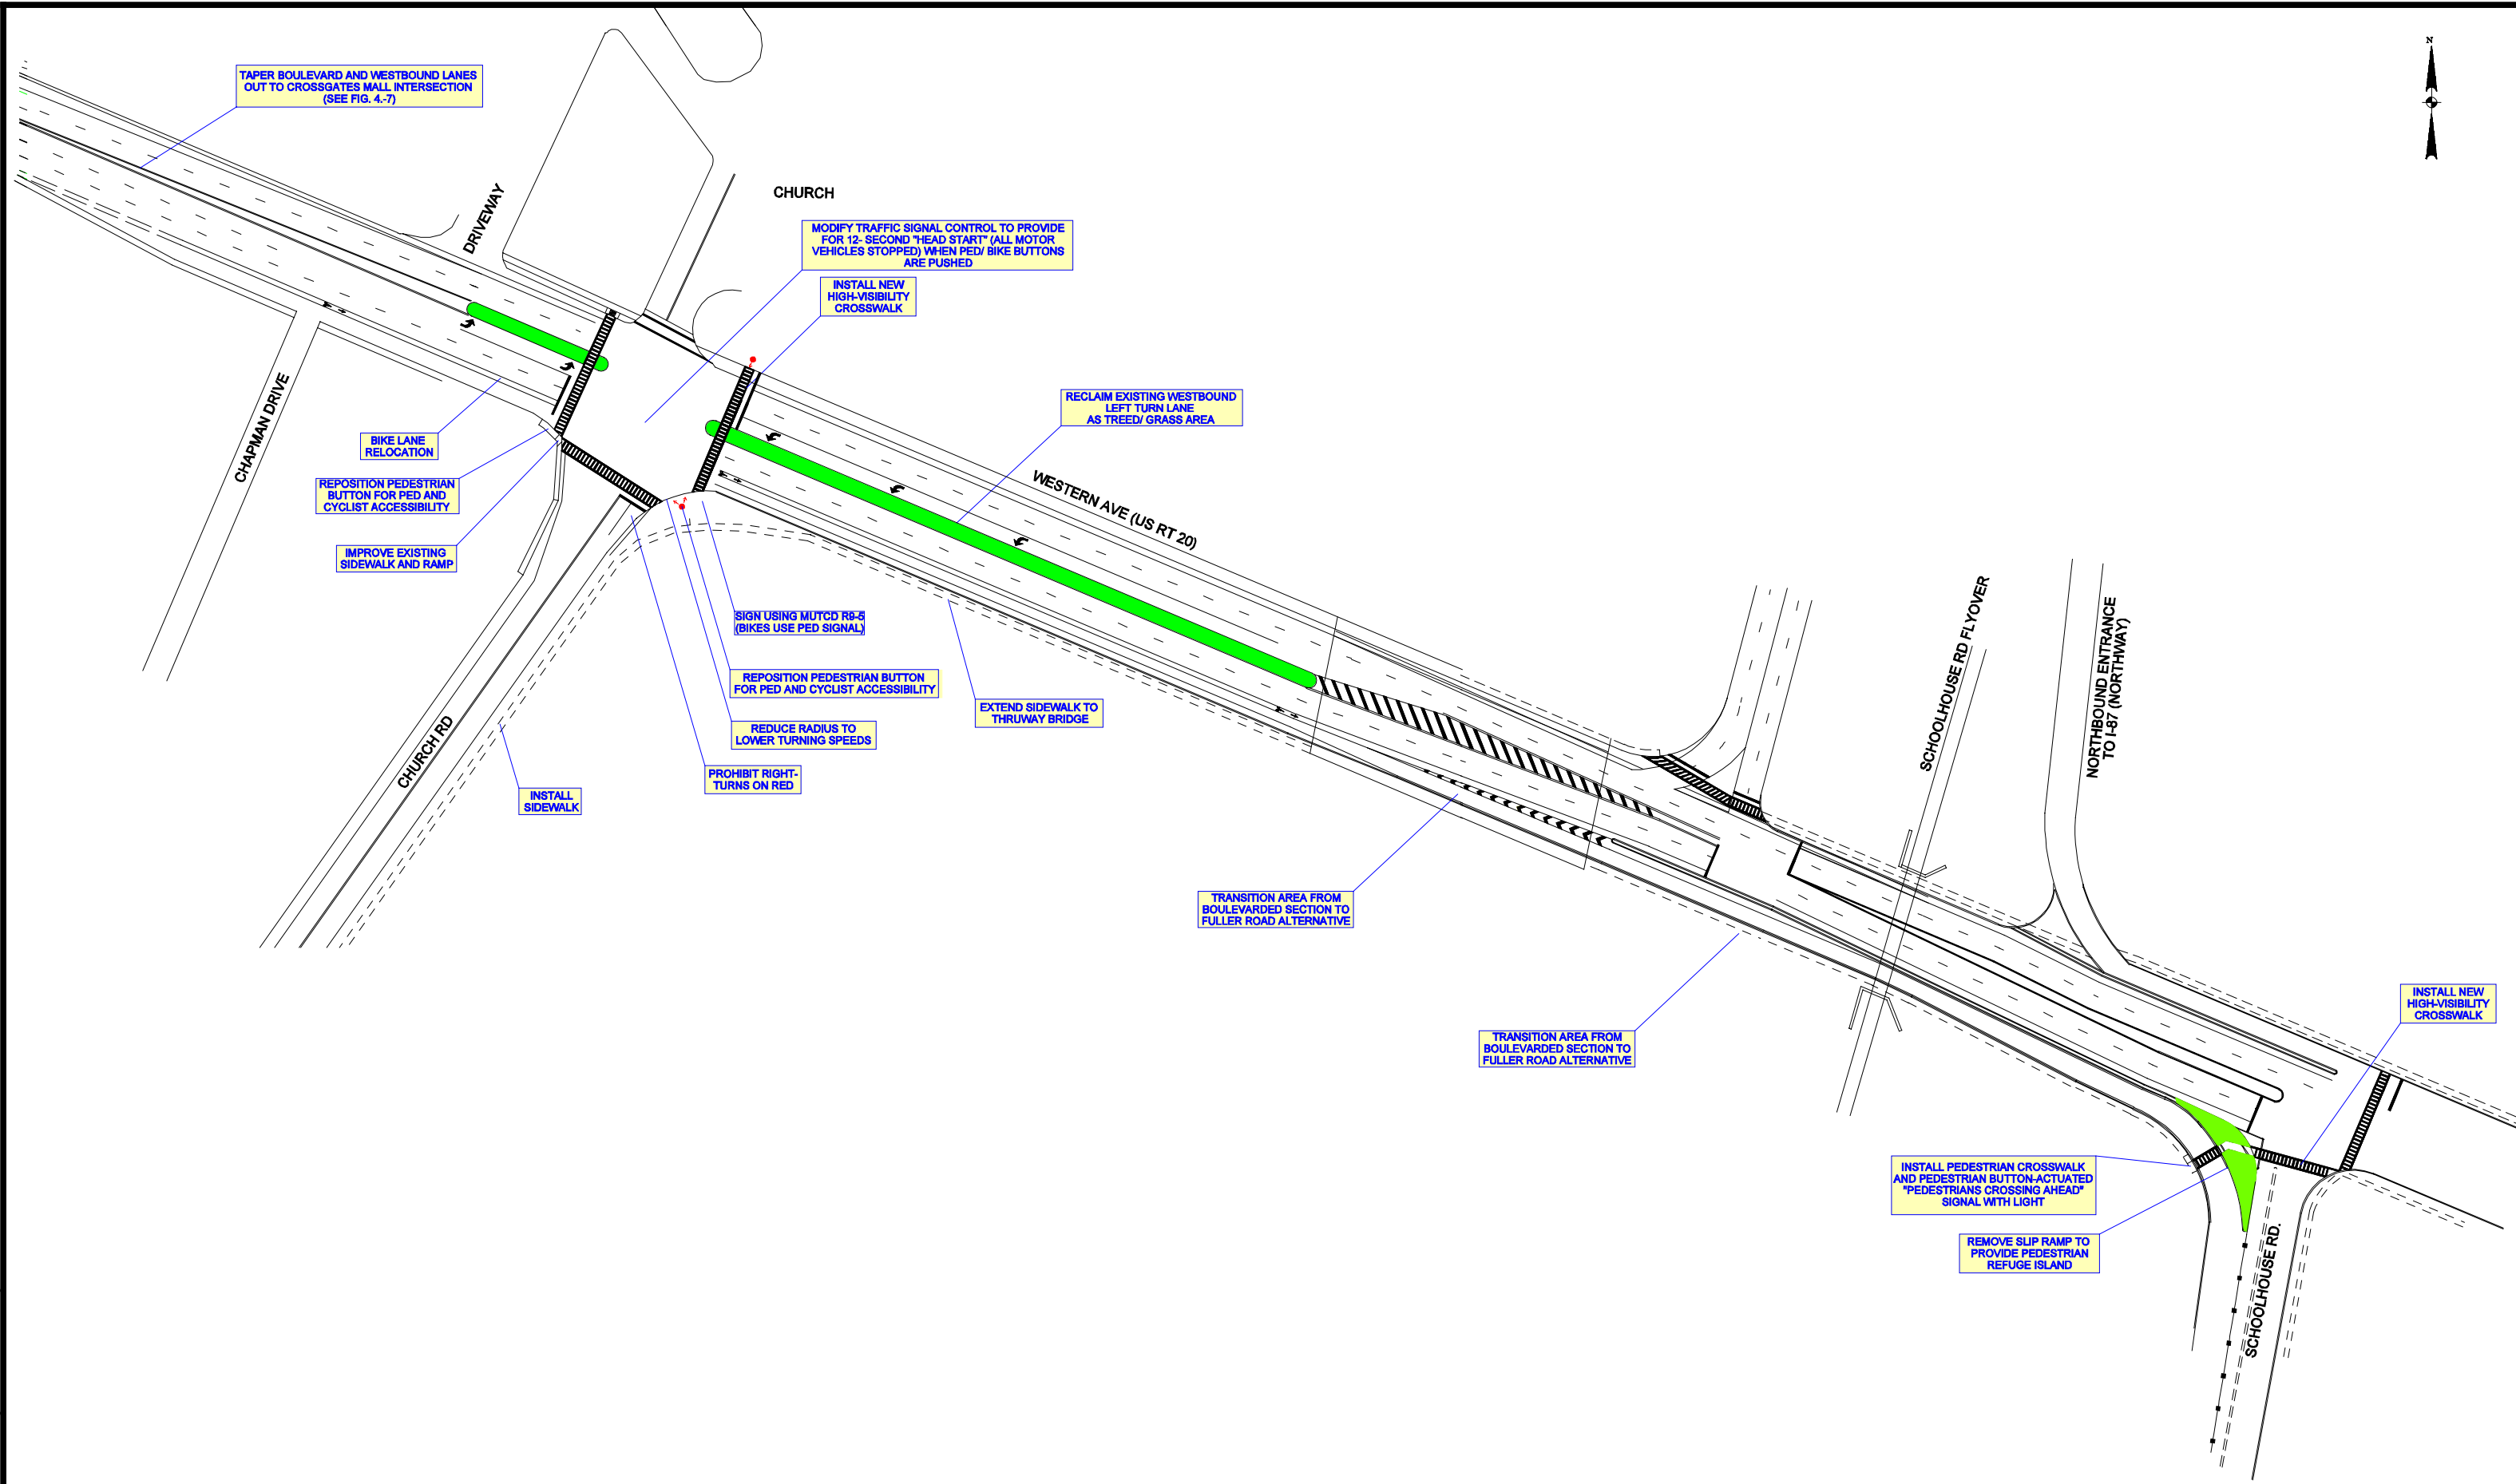 N
TAPER BOULEVARD AND WESTBOUND LANES
OUT TO CROSSGATES MALL INTERSECTION
(SEE FIG. 4.-7)
DRIVEWAY
CHURCH
MODIFY TRAFFIC SIGNAL CONTROL TO PROVIDE
FOR 12- SECOND "HEAD START" (ALL MOTOR
VEHICLES STOPPED) WHEN PED/ BIKE BUTTONS
ARE PUSHED
INSTALL NEW
HIGH-VISIBILITY
CROSSWALK
RECLAIM EXISTING WESTBOUND
LEFT TURN LANE
AS TREED/ GRASS AREA
CHAPMAN DRIVE
BIKE LANE
RELOCATION
REPOSITION PEDESTRIAN
BUTTON FOR PED AND
CYCLIST ACCESSIBILITY
IMPROVE EXISTING
SIDEWALK AND RAMP
WESTERN AVE (US RT 20)
SIGN USING MUTCD R9-5
(BIKES USE PED SIGNAL)
REPOSITION PEDESTRIAN BUTTON
FOR PED AND CYCLIST ACCESSIBILITY
REDUCE RADIUS TO
LOWER TURNING SPEEDS
PROHIBIT RIGHT-
TURNS ON RED
EXTEND SIDEWALK TO
THRUWAY BRIDGE
CHURCH RD
INSTALL
SIDEWALK
SCHOOLHOUSE RD FLYOVER
NORTHBOUND ENTRANCE
TO I-87 (NORTHWAY)
TRANSITION AREA FROM
BOULEVARDED SECTION TO
FULLER ROAD ALTERNATIVE
TRANSITION AREA FROM
BOULEVARDED SECTION TO
FULLER ROAD ALTERNATIVE
INSTALL NEW
HIGH-VISIBILITY
CROSSWALK
INSTALL PEDESTRIAN CROSSWALK
AND PEDESTRIAN BUTTON-ACTUATED
"PEDESTRIANS CROSSING AHEAD"
SIGNAL WITH LIGHT
REMOVE SLIP RAMP TO
PROVIDE PEDESTRIAN
REFUGE ISLAND
SCHOOLHOUSE RD.